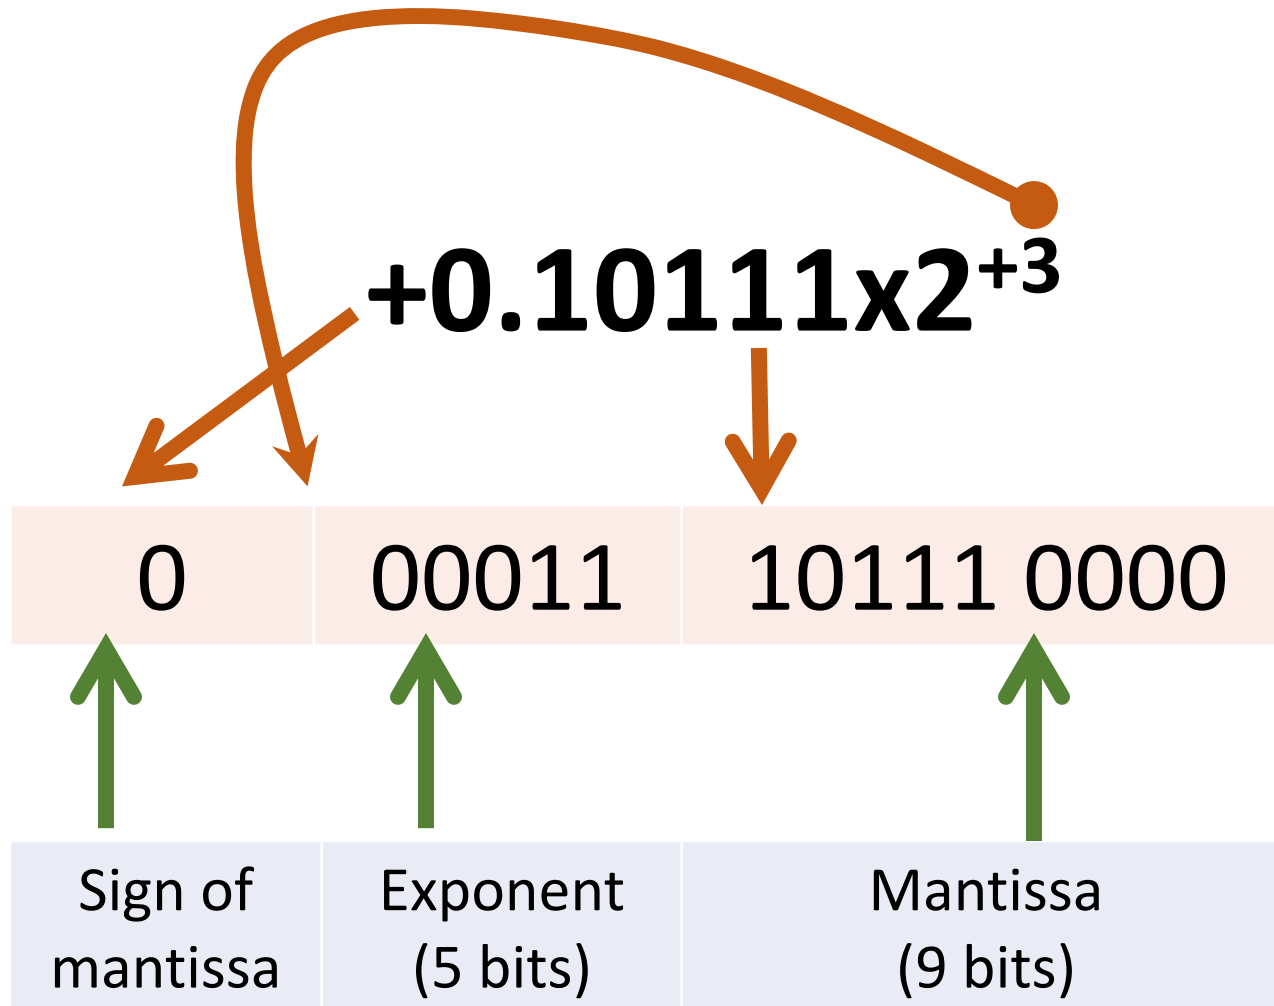 +0.10111x2⁺³
0 00011 10111 0000
Sign of Exponent Mantissa
mantissa (5 bits) (9 bits)